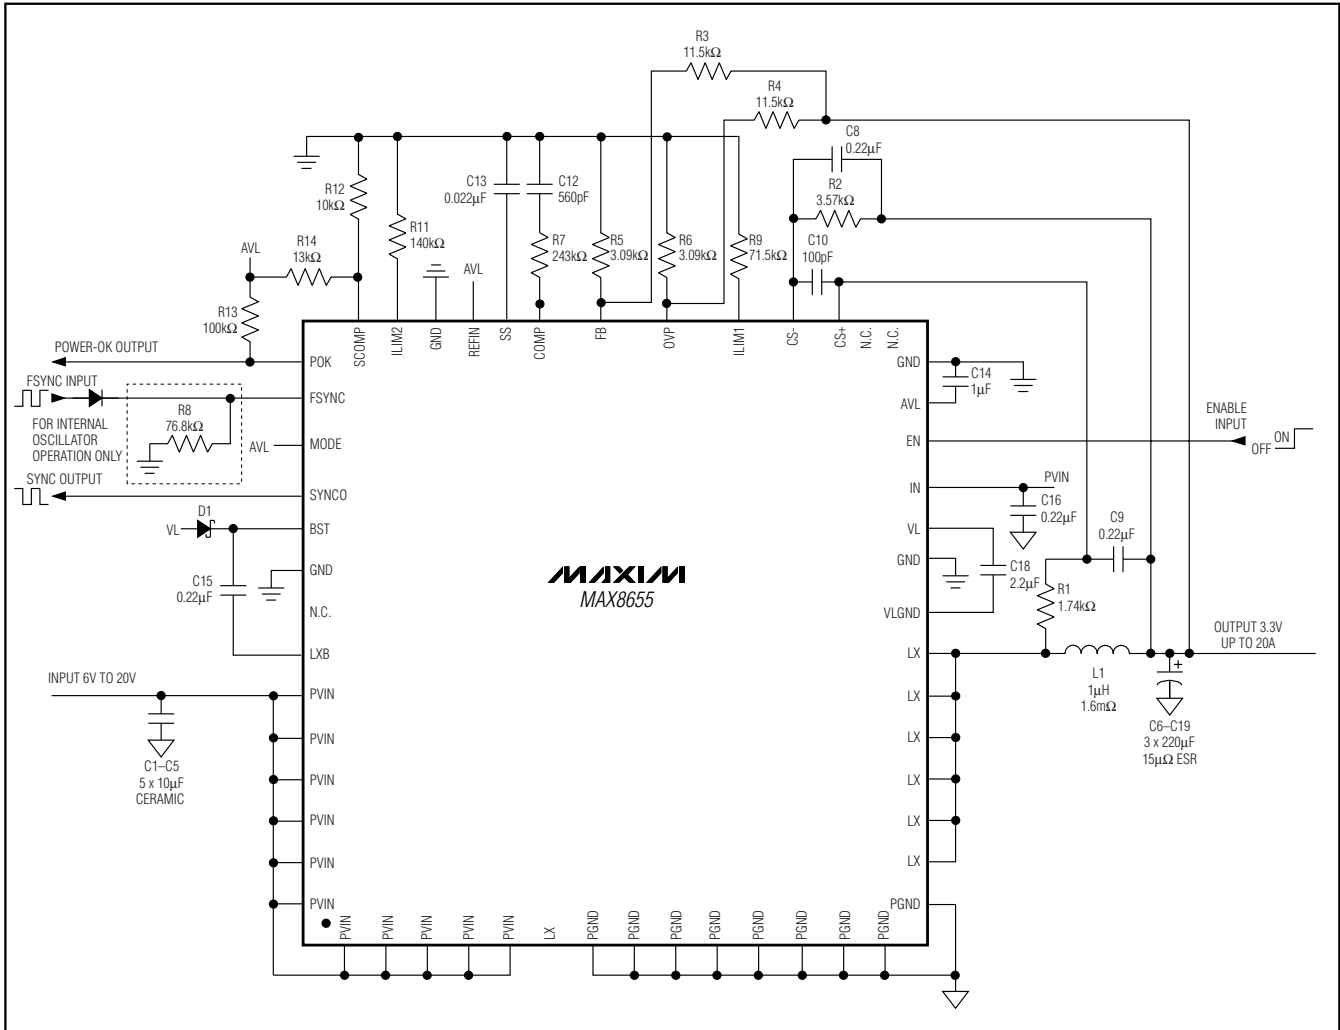 R3
11.5kΩ
R4
11.5kΩ
C8
0.22μF
R12
10kΩ
C13
0.022μF
C12
560pF
R2
3.57kΩ
R11
140kΩ
R7
243kΩ
R5
3.09kΩ
R6
3.09kΩ
R9
71.5kΩ
C10
100pF
AVL
R14
13kΩ
AVL
R13
100kΩ
SCOMP
ILIM2
GND
REFIN
SS
COMP
FB
OVP
ILIM1
CS-
CS+
N.C.
N.C.
POWER-OK OUTPUT
POK
GND
C14
1μF
FSYNC INPUT
FSYNC
AVL
R8
76.8kΩ
FOR INTERNAL
OSCILLATOR
OPERATION ONLY
AVL
MODE
EN
ENABLE
INPUT
ON
OFF
SYNC OUTPUT
SYNCO
IN
PVIN
C16
0.22μF
D1
VL
BST
VL
C9
0.22μF
GND
GND
C18
2.2μF
C15
0.22μF
MAXIM
MAX8655
N.C.
VLGND
R1
1.74kΩ
LXB
LX
OUTPUT 3.3V
UP TO 20A
INPUT 6V TO 20V
PVIN
LX
L1
1μH
1.6mΩ
+
C6–C19
3 x 220μF
15μΩ ESR
PVIN
LX
C1–C5
5 x 10μF
CERAMIC
PVIN
LX
PVIN
LX
PVIN
LX
PVIN
PGND
PVIN
PVIN
PVIN
PVIN
PVIN
LX
PGND
PGND
PGND
PGND
PGND
PGND
PGND
PGND